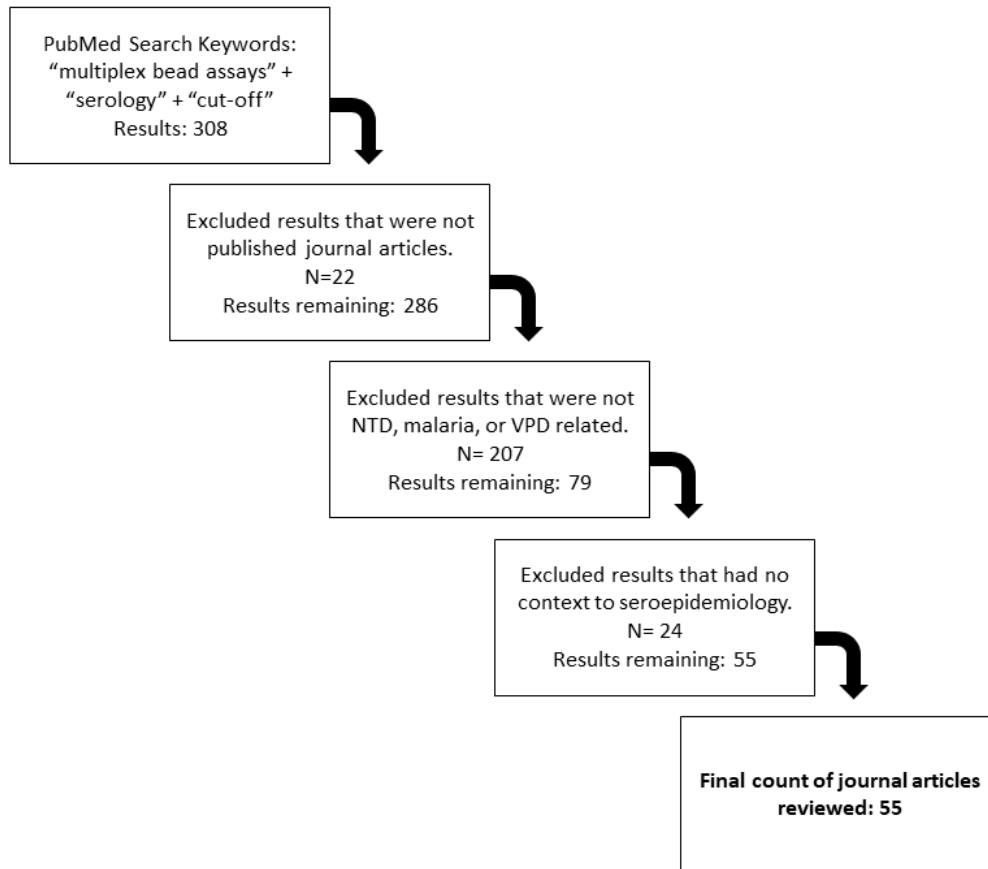 PubMed Search Keywords:
“multiplex bead assays” +
“serology” + “cut-off”
Results: 308
Excluded results that were not
published journal articles.
N=22
Results remaining: 286
Excluded results that were not
NTD, malaria, or VPD related.
N= 207
Results remaining: 79
Excluded results that had no
context to seroepidemiology.
N= 24
Results remaining: 55
Final count of journal articles
reviewed: 55